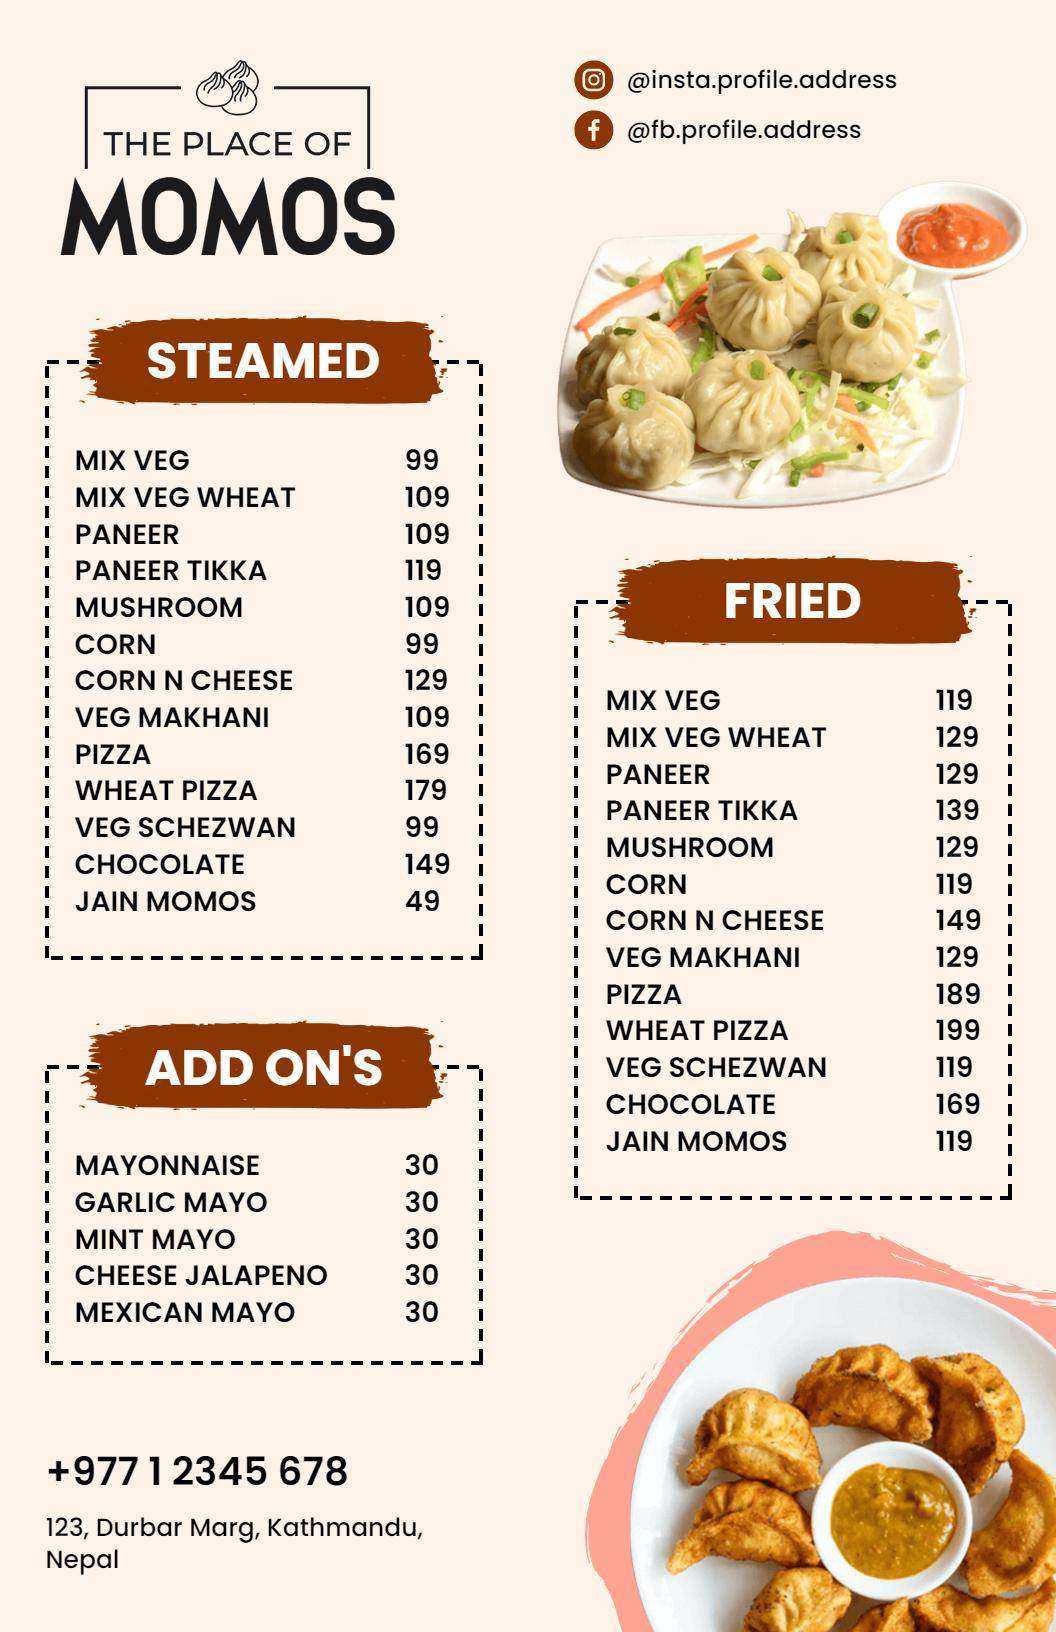 THE PLACE OF
MOMOS
@insta.profile.address
@fb.profile.address
STEAMED
MIX VEG 99
MIX VEG WHEAT 109
PANEER 109
PANEER TIKKA 119
MUSHROOM 109
CORN 99
CORN N CHEESE 129
VEG MAKHANI 109
PIZZA 169
WHEAT PIZZA 179
VEG SCHEZWAN 99
CHOCOLATE 149
JAIN MOMOS 49
ADD ON'S
MAYONNAISE 30
GARLIC MAYO 30
MINT MAYO 30
CHEESE JALAPENO 30
MEXICAN MAYO 30
FRIED
MIX VEG 119
MIX VEG WHEAT 129
PANEER 129
PANEER TIKKA 139
MUSHROOM 129
CORN 119
CORN N CHEESE 149
VEG MAKHANI 129
PIZZA 189
WHEAT PIZZA 199
VEG SCHEZWAN 119
CHOCOLATE 169
JAIN MOMOS 119
+977 1 2345 678
123, Durbar Marg, Kathmandu,
Nepal